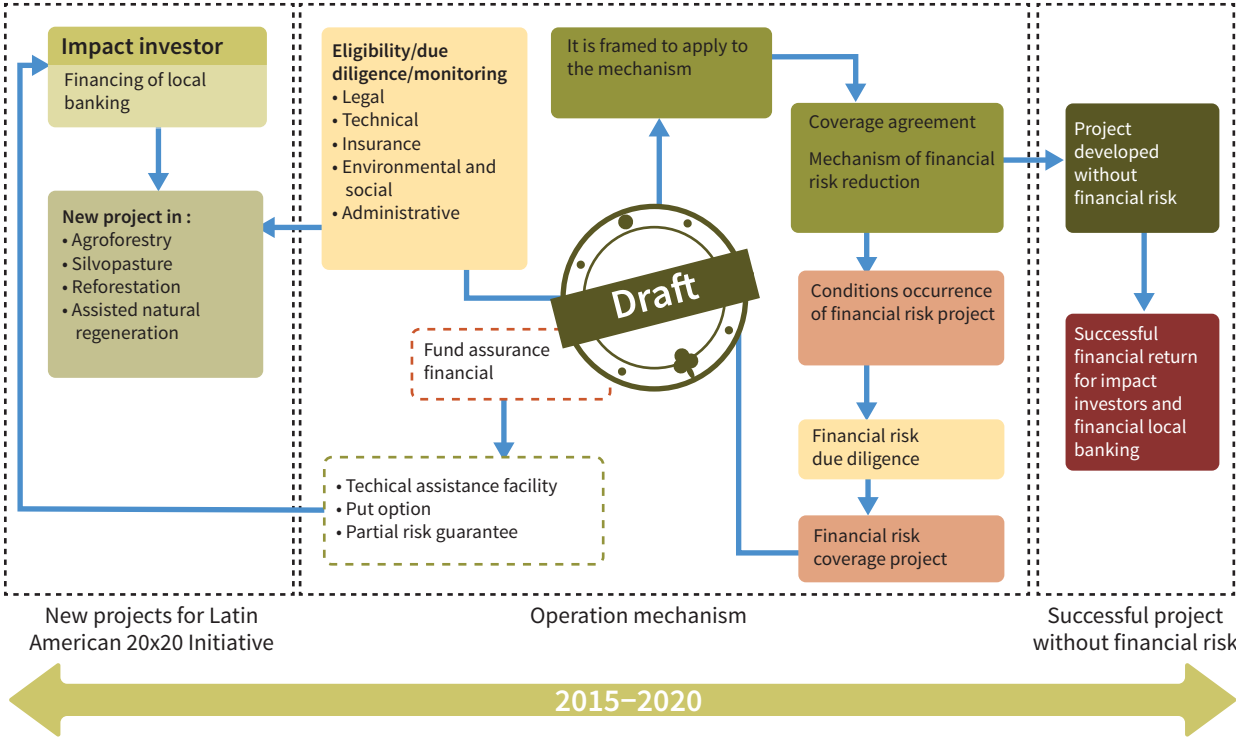 Impact investor
Financing of local
banking
New project in :
• Agroforestry
• Silvopasture
• Reforestation
• Assisted natural
regeneration
Eligibility/due
diligence/monitoring
• Legal
• Technical
• Insurance
• Environmental and
social
• Administrative
It is framed to apply to
the mechanism
Coverage agreement
Mechanism of financial
risk reduction
Project
developed
without
financial risk
Draft
Conditions occurrence
of financial risk project
Fund assurance
financial
Successful
financial return
for impact
investors and
financial local
banking
Financial risk
due diligence
• Techical assistance facility
• Put option
• Partial risk guarantee
Financial risk
coverage project
New projects for Latin
American 20x20 Initiative
Operation mechanism
Successful project
without financial risk
2015–2020